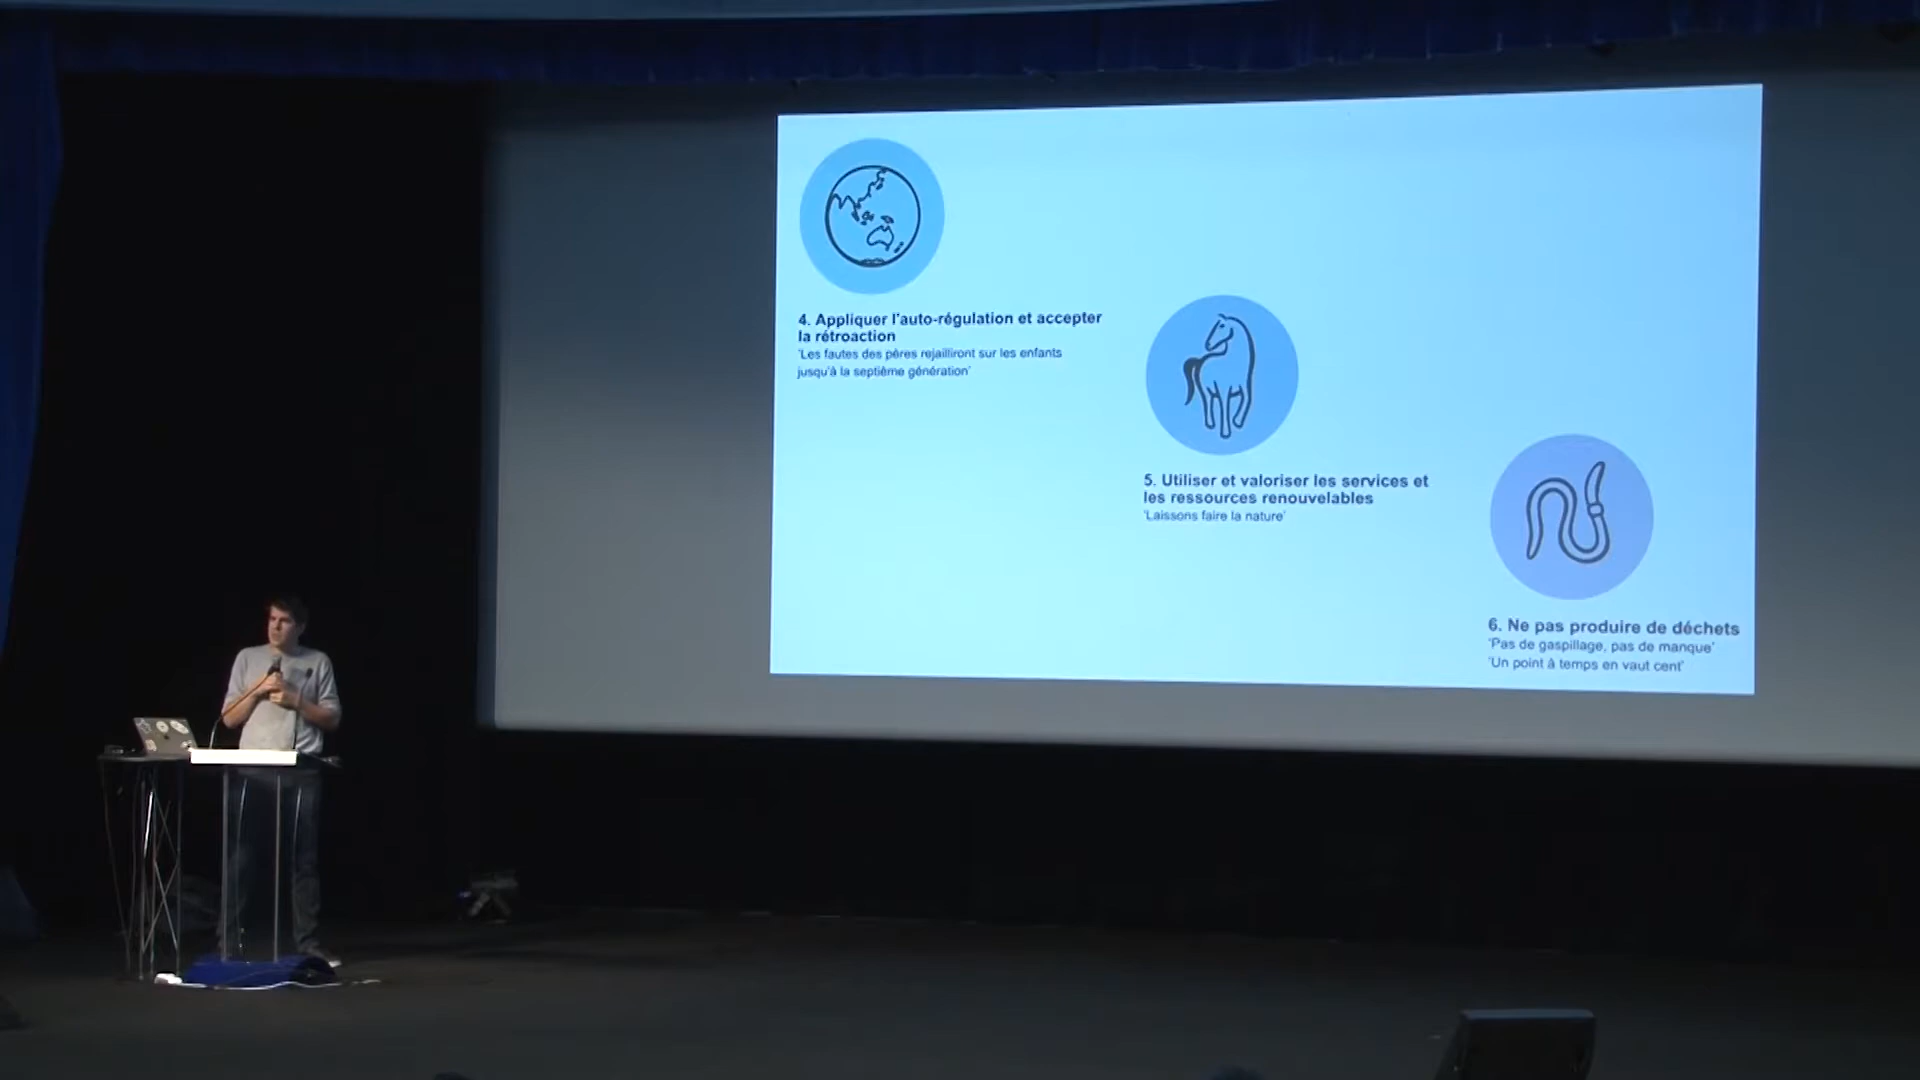 4. Appliquer l'auto-régulation et accepter
la rétroaction
'Les fautes des pères rejailliront sur les enfants
jusqu'à la septième génération'
5. Utiliser et valoriser les services et
les ressources renouvelables
'Laissons faire la nature'
6. Ne pas produire de déchets
'Pas de gaspillage, pas de manque'
'Un point à temps en vaut cent'